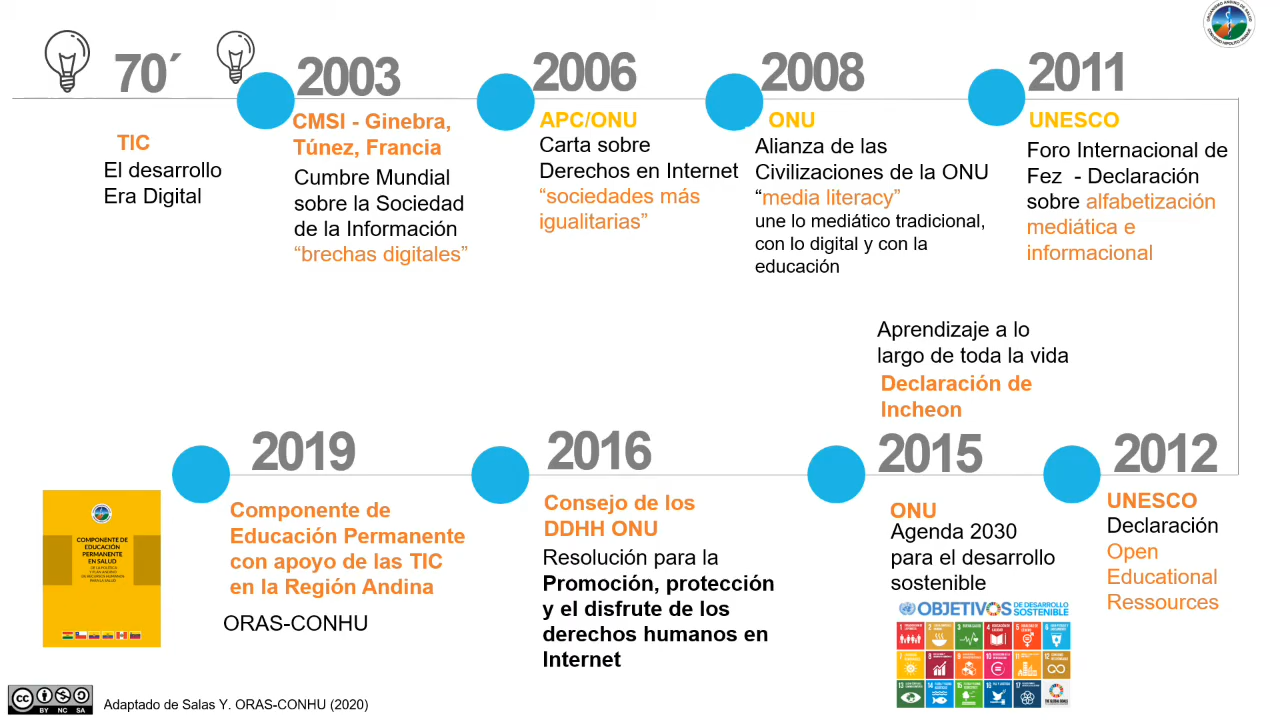 70´
TIC
El desarrollo
Era Digital
2003
CMSI - Ginebra,
Túnez, Francia
Cumbre Mundial
sobre la Sociedad
de la Información
“brechas digitales”
2006
APC/ONU
Carta sobre
Derechos en Internet
“sociedades más
igualitarias”
2008
ONU
Alianza de las
Civilizaciones de la ONU
“media literacy”
une lo mediático tradicional,
con lo digital y con la
educación
2011
UNESCO
Foro Internacional de
Fez - Declaración
sobre alfabetización
mediática e
informacional
2012
UNESCO
Declaración
Open
Educational
Ressources
Aprendizaje a lo
largo de toda la vida
Declaración de
Incheon
2015
ONU
Agenda 2030
para el desarrollo
sostenible
OBJETIVOS DE DESARROLLO
SOSTENIBLE
2016
Consejo de los
DDHH ONU
Resolución para la
Promoción, protección
y el disfrute de los
derechos humanos en
Internet
2019
Componente de
Educación Permanente
con apoyo de las TIC
en la Región Andina
ORAS-CONHU
COMPONENTE DE
EDUCACIÓN
PERMANENTE
EN SALUD
CC BY NC SA
Adaptado de Salas Y. ORAS-CONHU (2020)